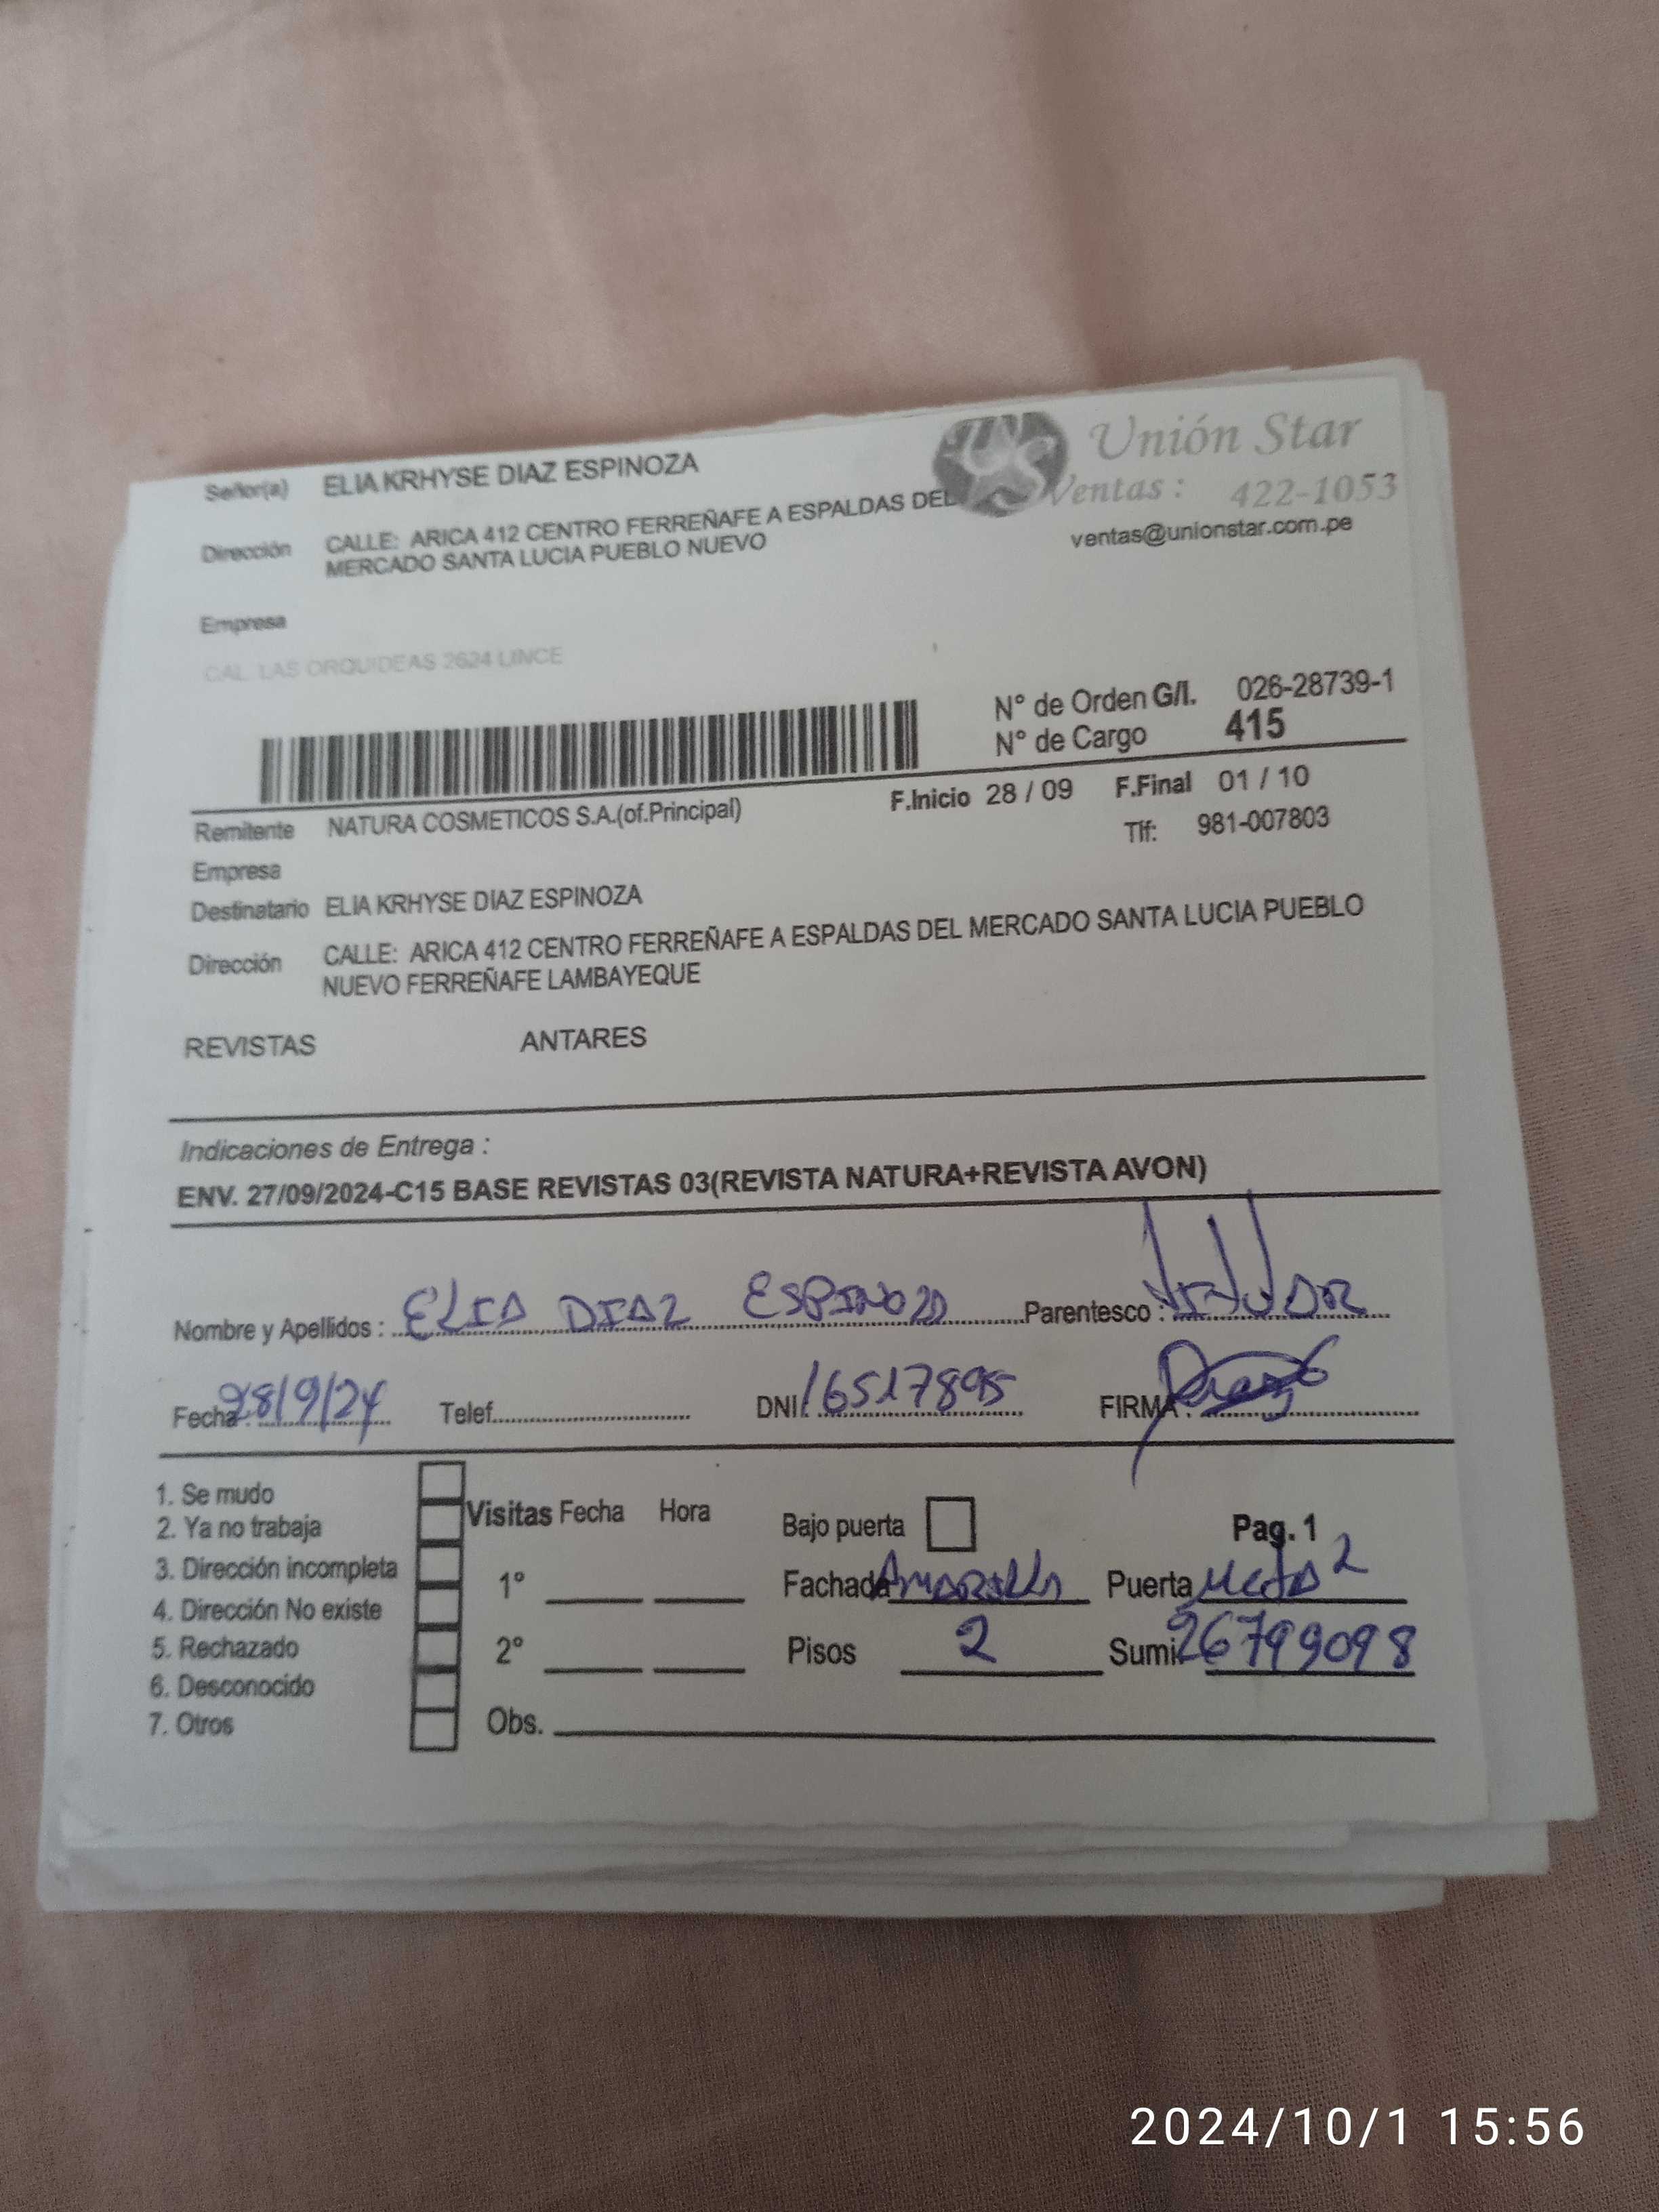 Señor(a) ELIA KRHYSE DIAZ ESPINOZA
Unión Star
Ventas : 422-1053
ventas@unionstar.com.pe
Dirección CALLE: ARICA 412 CENTRO FERREÑAFE A ESPALDAS DEL
MERCADO SANTA LUCIA PUEBLO NUEVO
Empresa
CAL. LAS ORQUIDEAS 2624 LINCE
N° de Orden G/I. 026-28739-1
N° de Cargo 415
F.Inicio 28 / 09 F.Final 01 / 10
Remitente NATURA COSMETICOS S.A.(of.Principal)
Tlf: 981-007803
Empresa
Destinatario ELIA KRHYSE DIAZ ESPINOZA
Dirección CALLE: ARICA 412 CENTRO FERREÑAFE A ESPALDAS DEL MERCADO SANTA LUCIA PUEBLO
NUEVO FERREÑAFE LAMBAYEQUE
REVISTAS ANTARES
Indicaciones de Entrega :
ENV. 27/09/2024-C15 BASE REVISTAS 03(REVISTA NATURA+REVISTA AVON)
Nombre y Apellidos : ELIA DIAZ ESPINOZA Parentesco : TITULAR
Fecha : 28/9/24 Telef. DNI: 16517895 FIRMA :
1. Se mudo
2. Ya no trabaja
3. Dirección incompleta
4. Dirección No existe
5. Rechazado
6. Desconocido
7. Otros
Visitas Fecha Hora
1°
2°
Obs.
Bajo puerta Pag. 1
Fachada AMARILLA Puerta
Pisos 2 Sumi. 26799098
2024/10/1 15:56